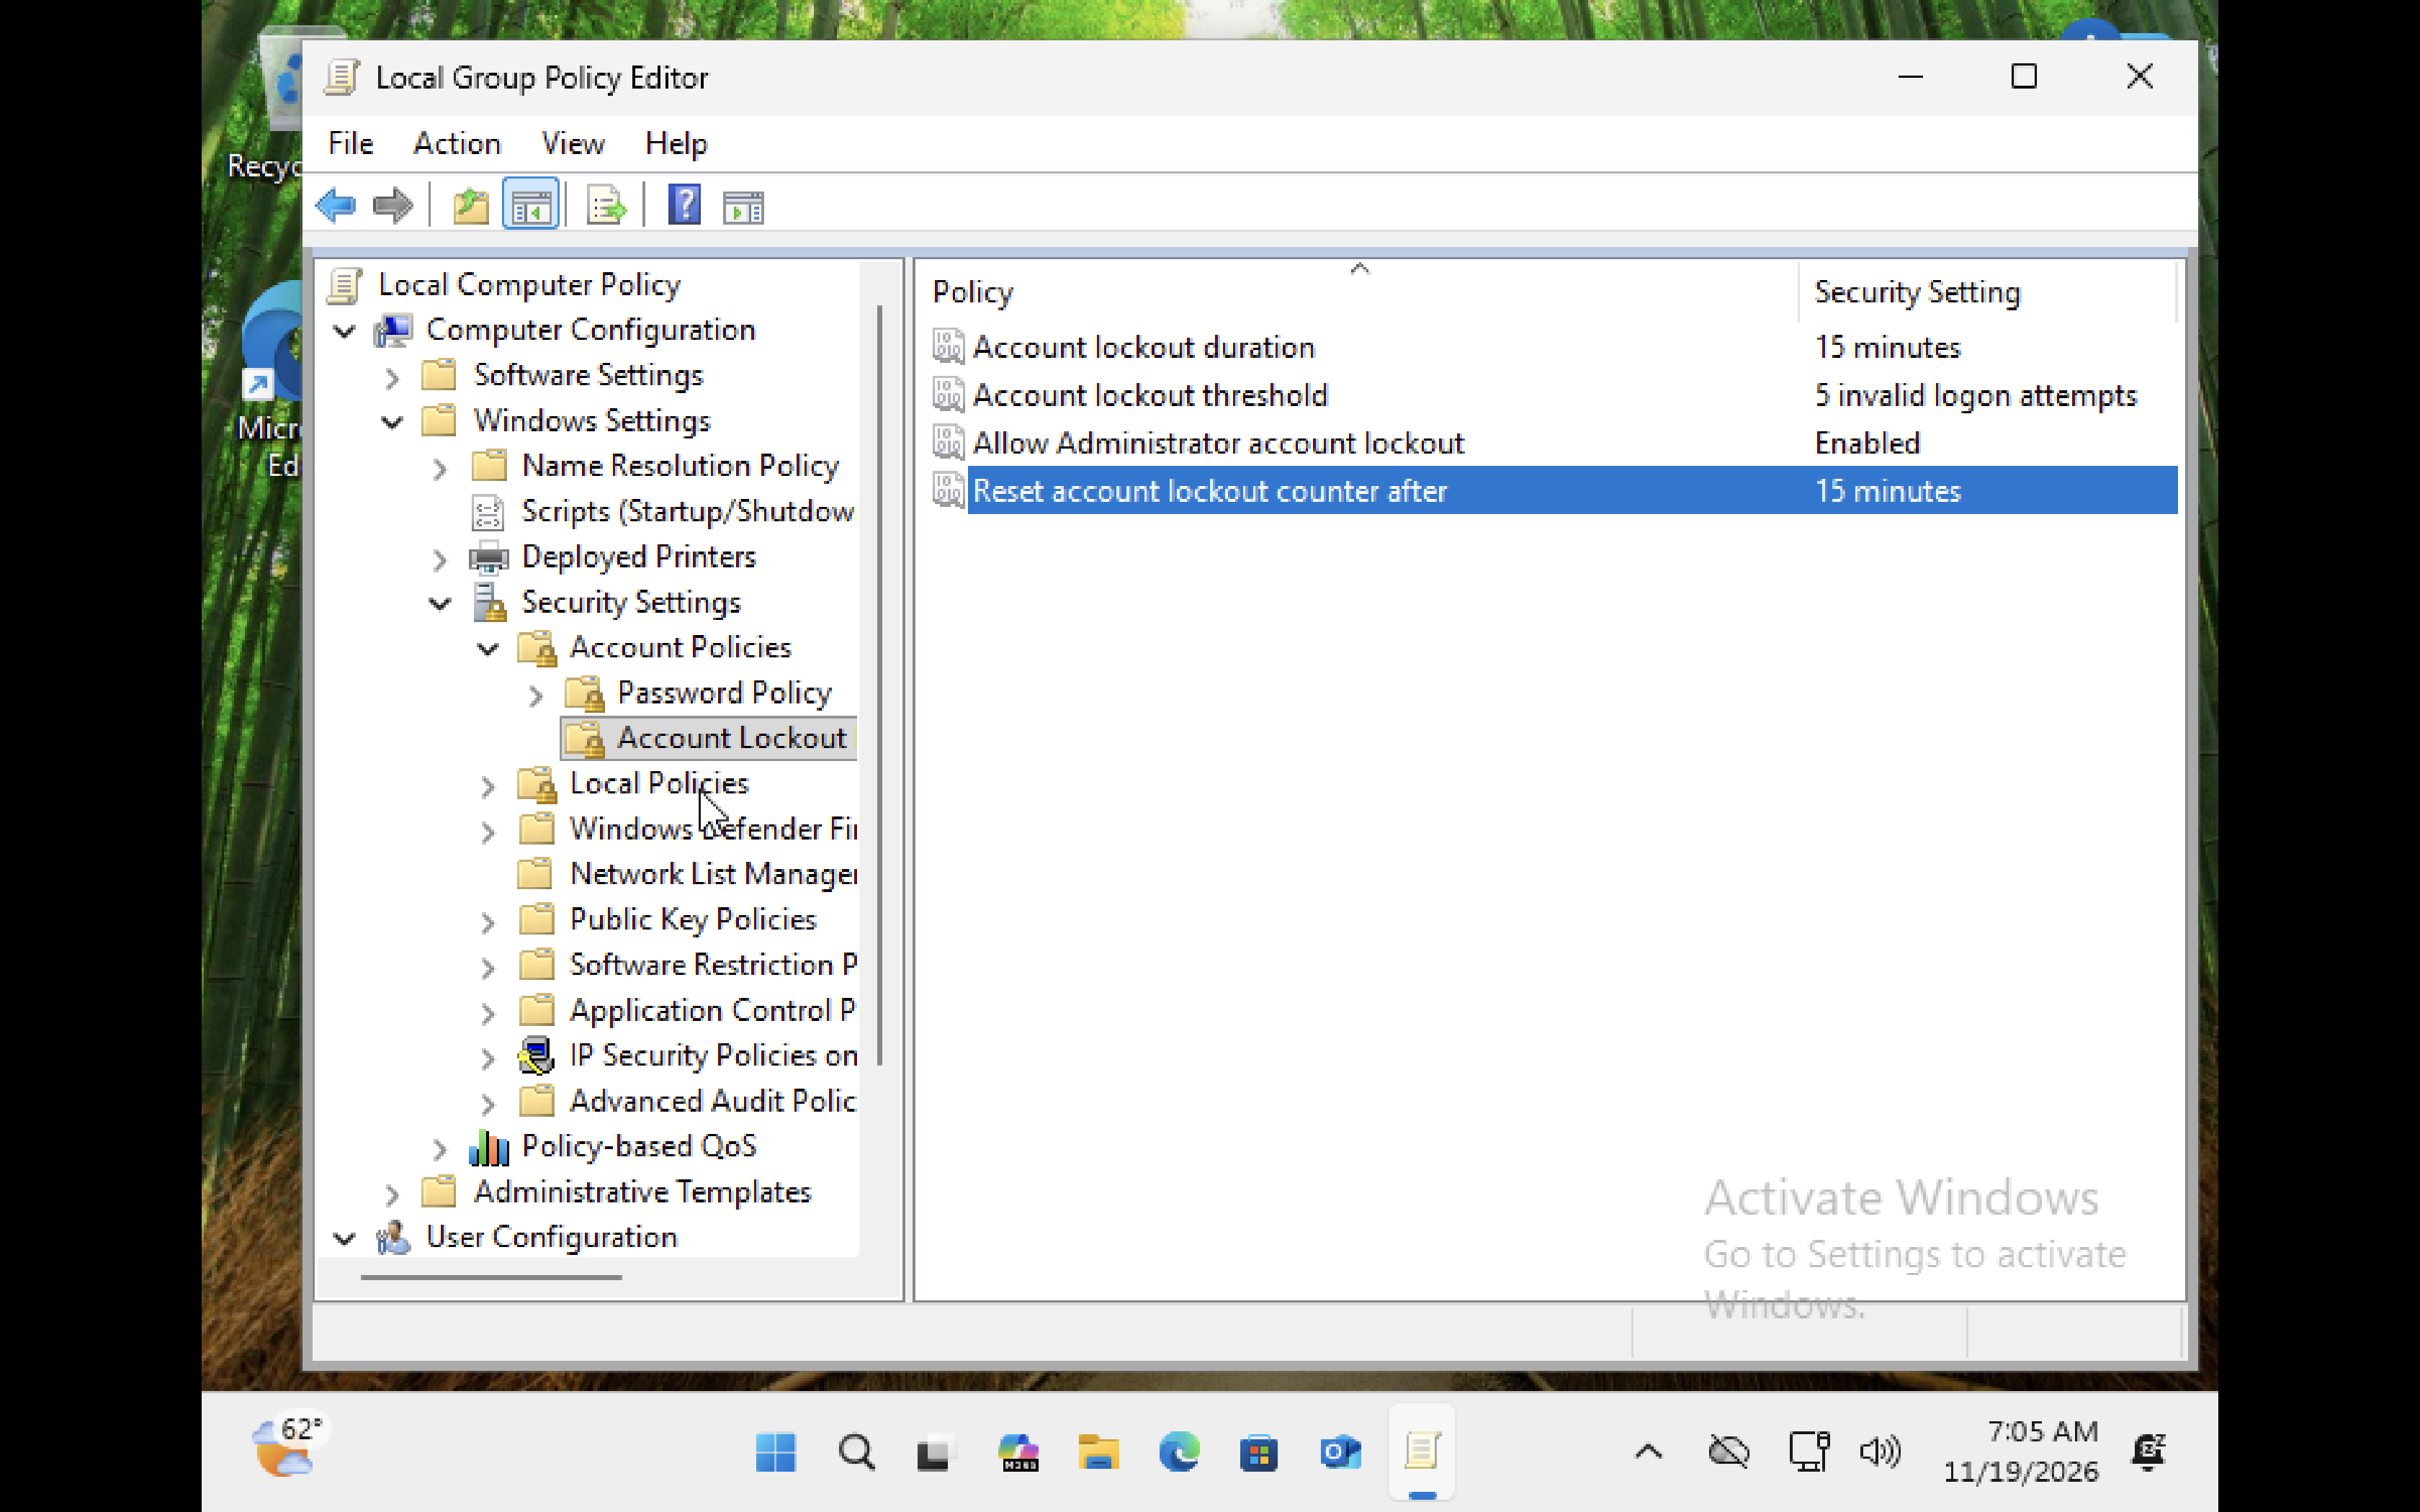 Recyc
Micr
Ed
Local Group Policy Editor
File Action View Help
Local Computer Policy
Computer Configuration
Software Settings
Windows Settings
Name Resolution Policy
Scripts (Startup/Shutdow
Deployed Printers
Security Settings
Account Policies
Password Policy
Account Lockout
Local Policies
Windows Defender Fi
Network List Manage
Public Key Policies
Software Restriction P
Application Control P
IP Security Policies on
Advanced Audit Polic
Policy-based QoS
Administrative Templates
User Configuration
Policy Security Setting
Account lockout duration 15 minutes
Account lockout threshold 5 invalid logon attempts
Allow Administrator account lockout Enabled
Reset account lockout counter after 15 minutes
Activate Windows
Go to Settings to activate
Windows.
62°
M365
7:05 AM
11/19/2026